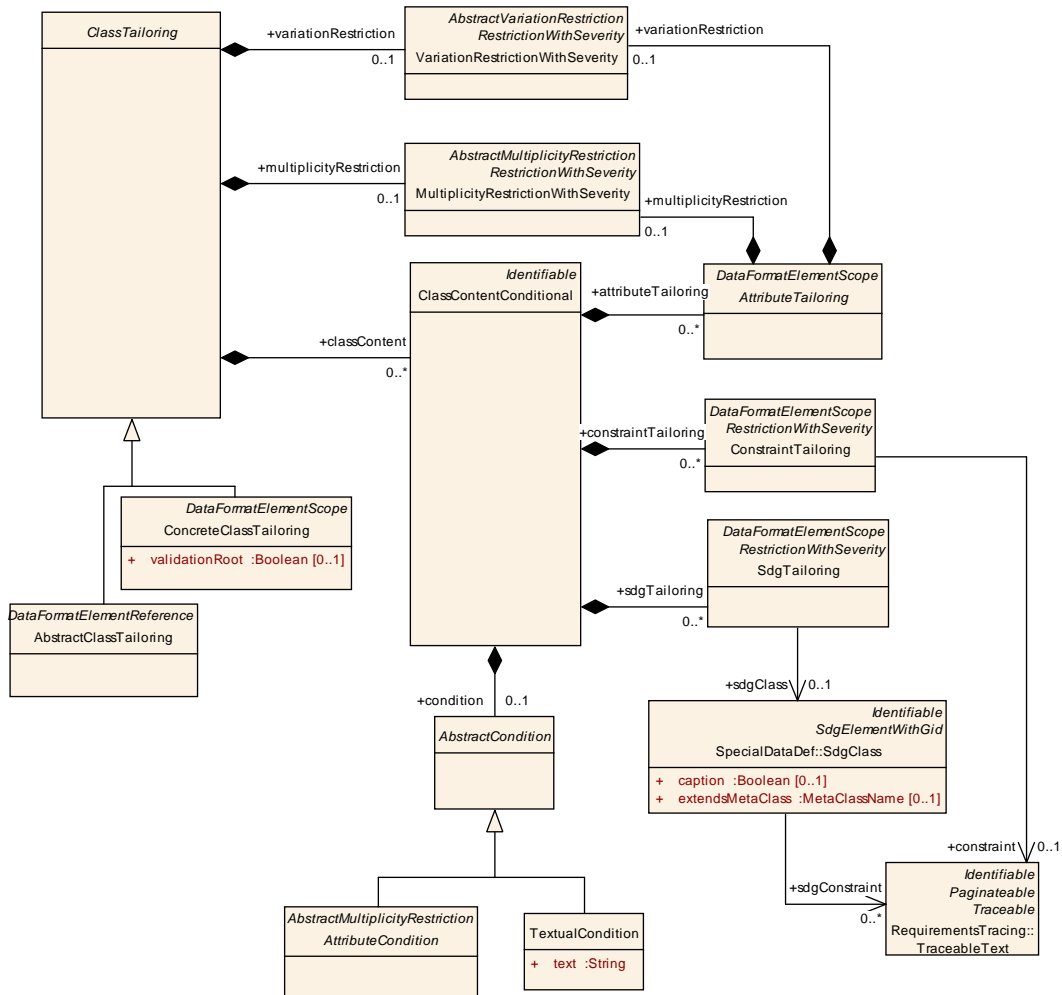 ClassTailoring
+variationRestriction
0..1
AbstractVariationRestriction
RestrictionWithSeverity
VariationRestrictionWithSeverity
+variationRestriction
0..1
+multiplicityRestriction
0..1
AbstractMultiplicityRestriction
RestrictionWithSeverity
MultiplicityRestrictionWithSeverity
+multiplicityRestriction
0..1
Identifiable
ClassContentConditional
+attributeTailoring
0..*
DataFormatElementScope
AttributeTailoring
+classContent
0..*
+constraintTailoring
0..*
DataFormatElementScope
RestrictionWithSeverity
ConstraintTailoring
DataFormatElementScope
ConcreteClassTailoring
+ validationRoot :Boolean [0..1]
DataFormatElementScope
RestrictionWithSeverity
SdgTailoring
+sdgTailoring
0..*
DataFormatElementReference
AbstractClassTailoring
+condition
0..1
+sdgClass
0..1
AbstractCondition
Identifiable
SdgElementWithGid
SpecialDataDef::SdgClass
+ caption :Boolean [0..1]
+ extendsMetaClass :MetaClassName [0..1]
+constraint
0..1
+sdgConstraint
0..*
Identifiable
Paginateable
Traceable
RequirementsTracing::
TraceableText
AbstractMultiplicityRestriction
AttributeCondition
TextualCondition
+ text :String